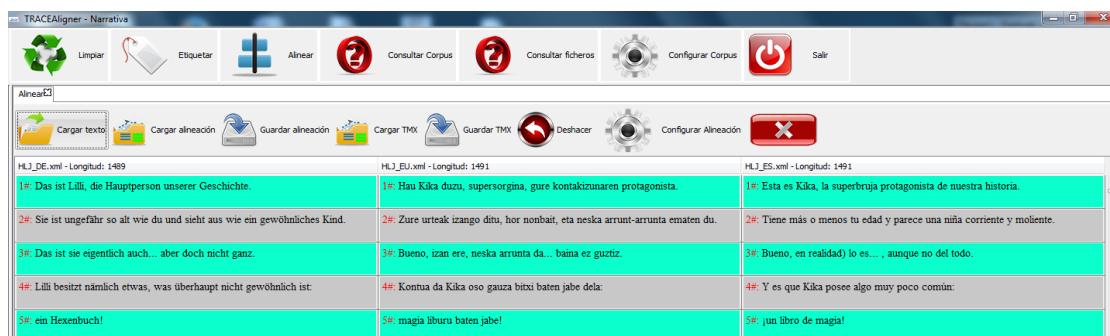 TRACEAligner - Narrativa
Limpiar Etiquetar Alinear Consultar Corpus Consultar ficheros Configurar Corpus Salir
Alinear
Cargar texto Cargar alineación Guardar alineación Cargar TMX Guardar TMX Deshacer Configurar Alineación
HLJ_DE.xml - Longitud: 1489 HLJ_EU.xml - Longitud: 1491 HLJ_ES.xml - Longitud: 1491
1#: Das ist Lilli, die Hauptperson unserer Geschichte. 1#: Hau Kika duzu, supersorgina, gure kontakizunaren protagonista. 1#: Esta es Kika, la superbruja protagonista de nuestra historia.
2#: Sie ist ungefähr so alt wie du und sieht aus wie ein gewöhnliches Kind. 2#: Zure urteak izango ditu, hor nonbait, eta neska arrunt-arrunta ematen du. 2#: Tiene más o menos tu edad y parece una niña corriente y moliente.
3#: Das ist sie eigentlich auch... aber doch nicht ganz. 3#: Bueno, izan ere, neska arrunta da... baina ez guztiz. 3#: Bueno, en realidad) lo es... , aunque no del todo.
4#: Lilli besitzt nämlich etwas, was überhaupt nicht gewöhnlich ist: 4#: Kontua da Kika oso gauza bitxi baten jabe dela: 4#: Y es que Kika posee algo muy poco común:
5#: ein Hexenbuch! 5#: magia liburu baten jabe! 5#: ¡un libro de magia!